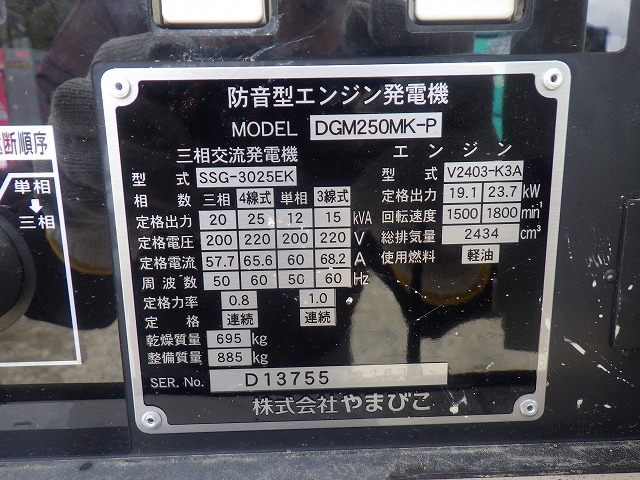 防音型エンジン発電機
MODEL DGM250MK-P
三相交流発電機
型式 SSG-3025EK
相数 三相 4線式 単相 3線式
定格出力 20 25 12 15 kVA
定格電圧 200 220 200 220 V
定格電流 57.7 65.6 60 68.2 A
周波数 50 60 50 60 Hz
定格力率 0.8 1.0
定格 連続 連続
乾燥質量 695 kg
整備質量 885 kg
エンジン
型式 V2403-K3A
定格出力 19.1 23.7 kW
回転速度 1500 1800 min⁻¹
総排気量 2434 cm³
使用燃料 軽油
SER. No. D13755
株式会社やまびこ
断順序
単相
三相